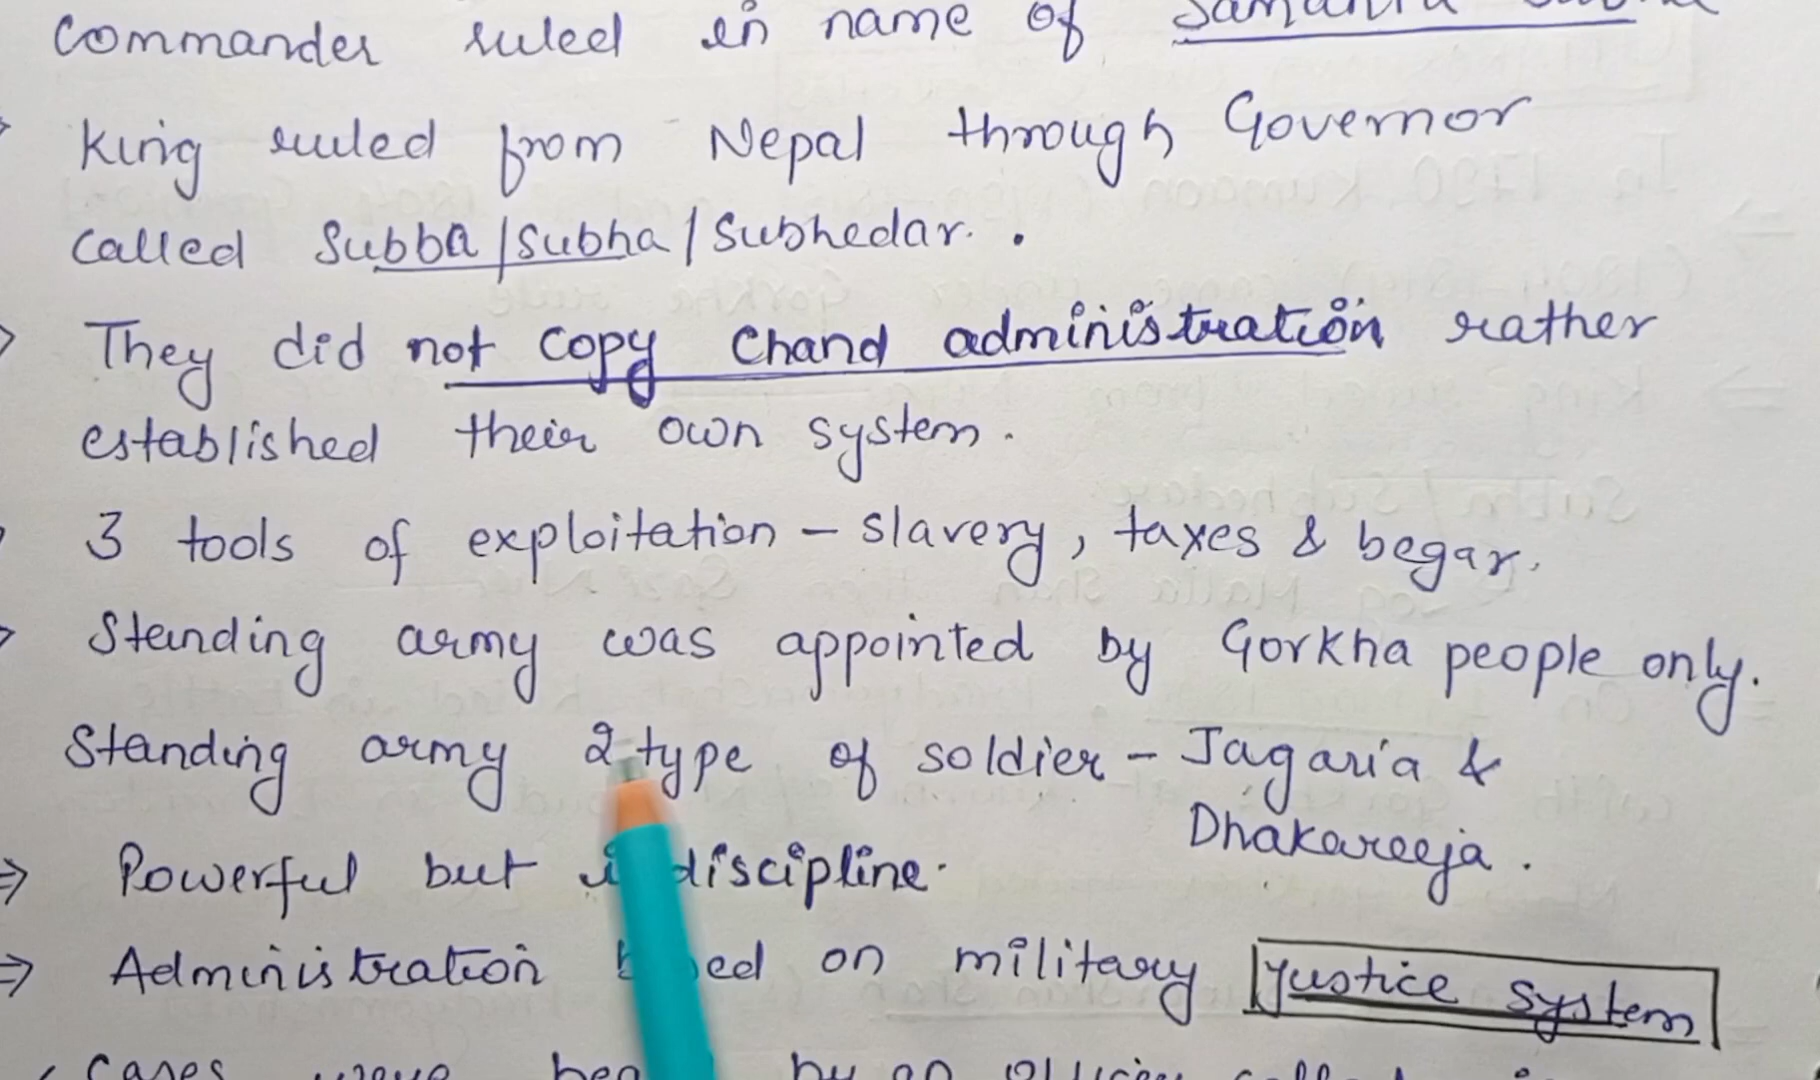 Commander ruled in name of
King ruled from Nepal through Governor
called Subba/subha/Subhedar.
They did not copy Chand administration rather
established their own system.
3 tools of exploitation - slavery, taxes & begar.
Standing army was appointed by Gorkha people only.
Standing army 2 type of soldier - Jagaria &
Dhakareeja.
⇒ Powerful but discipline.
⇒ Administration on military justice system
Cases by an